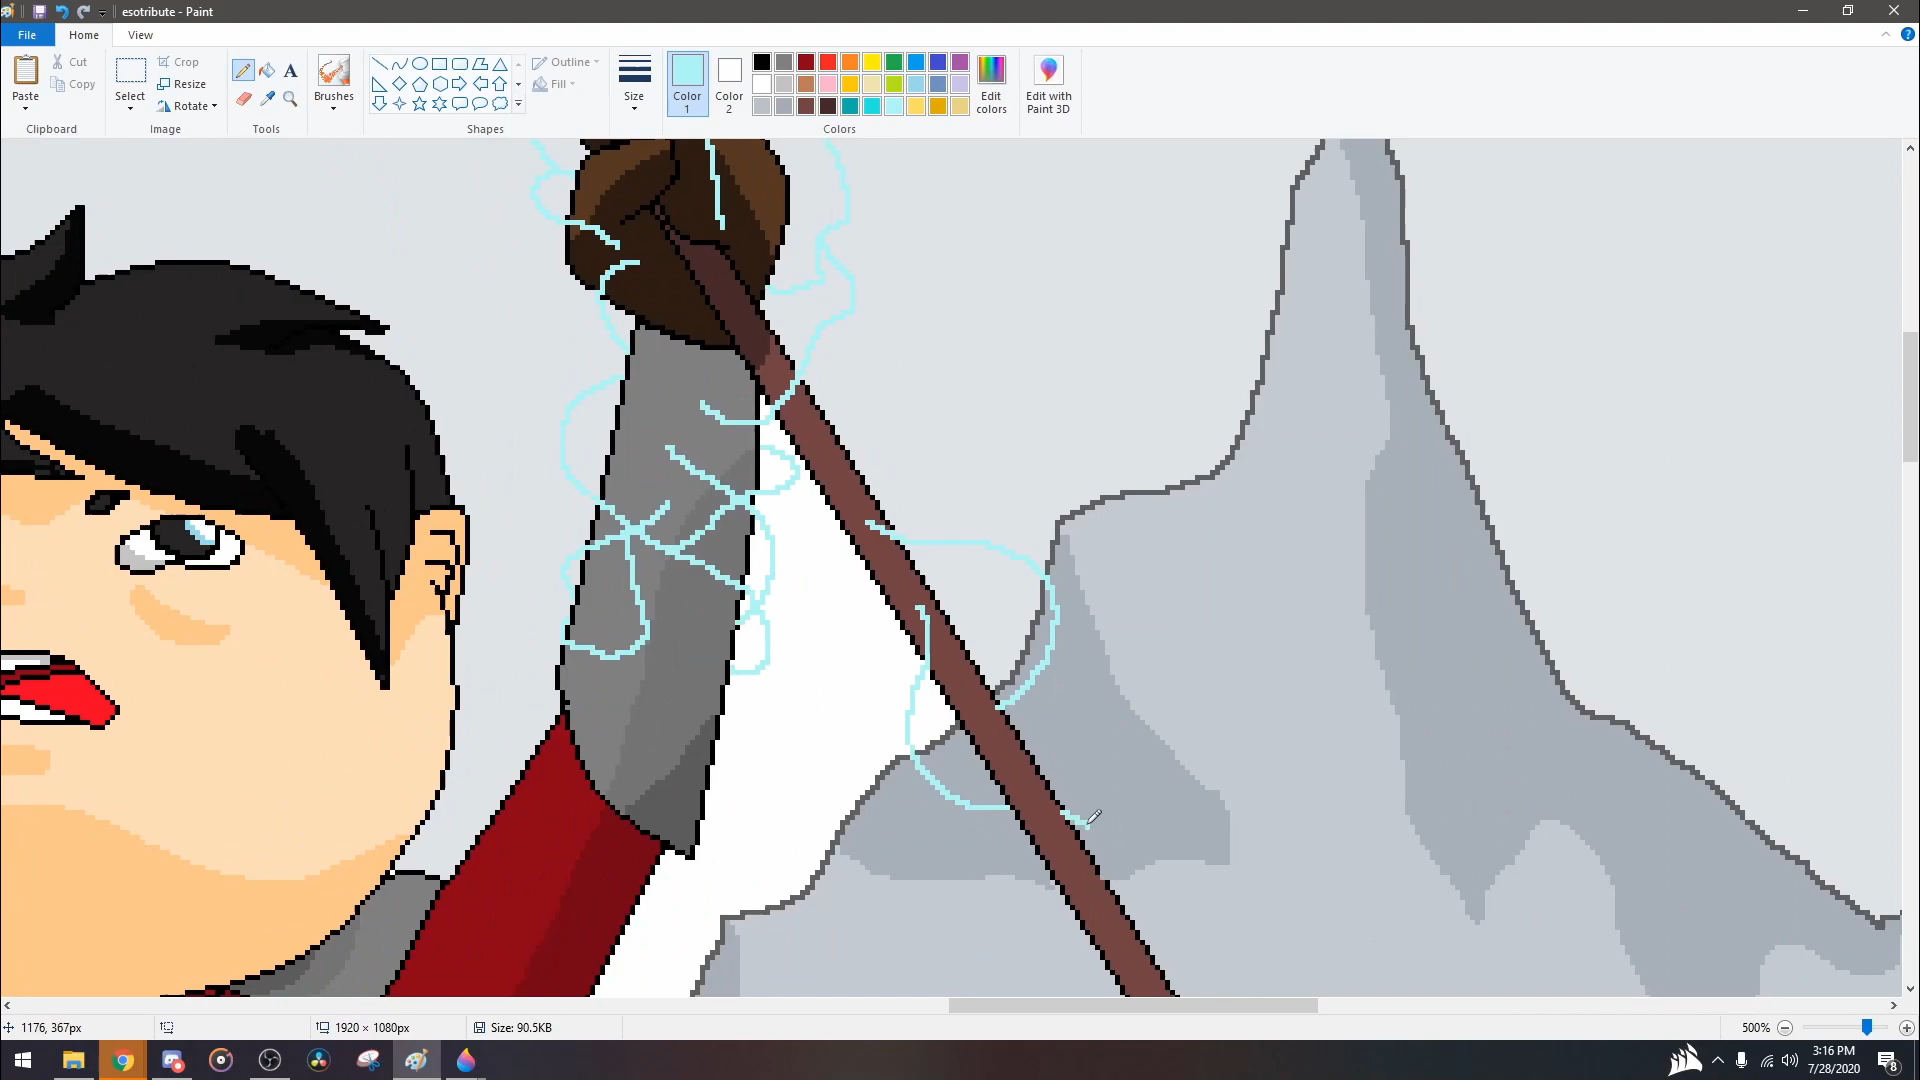 esotribute - Paint
File Home View
Paste Cut Copy Clipboard
Select Crop Resize Rotate Image
A Tools
Brushes
Shapes
Outline Fill
Size
Color 1
Color 2
Colors
Edit colors
Edit with Paint 3D
?
1176, 367px
1920 × 1080px
Size: 90.5KB
500%
3:16 PM
7/28/2020
8